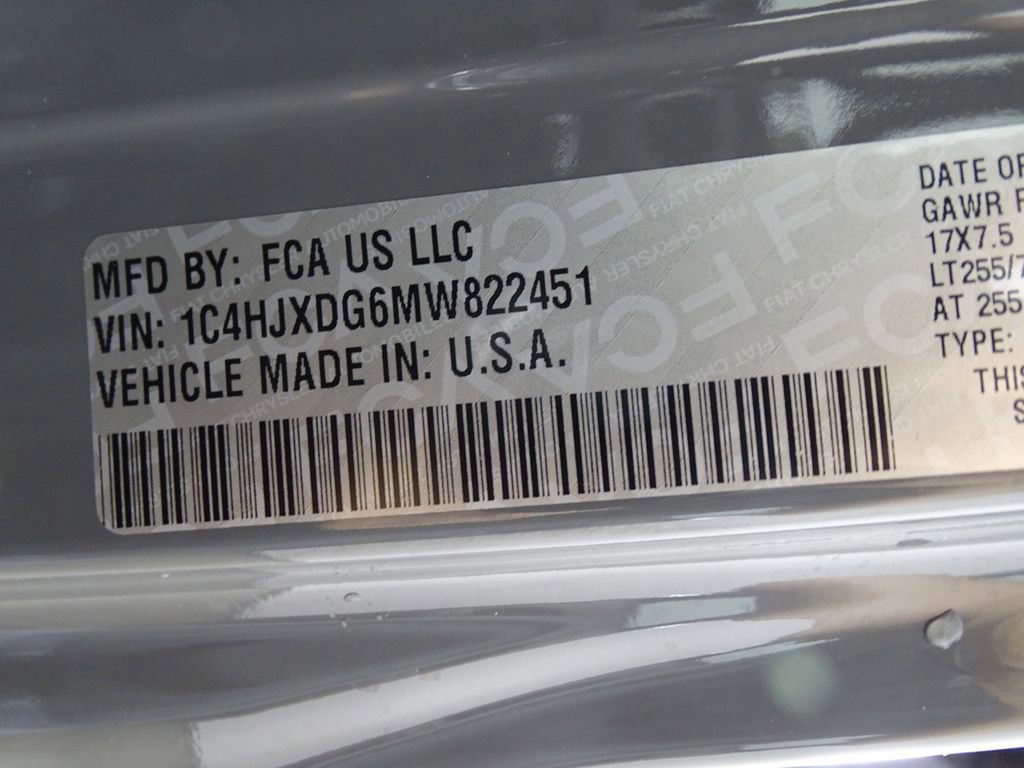 MFD BY: FCA US LLC
VIN: 1C4HJXDG6MW822451
VEHICLE MADE IN: U.S.A.
DATE OF
GAWR F
17X7.5
LT255/7
AT 255
TYPE:
THIS
S